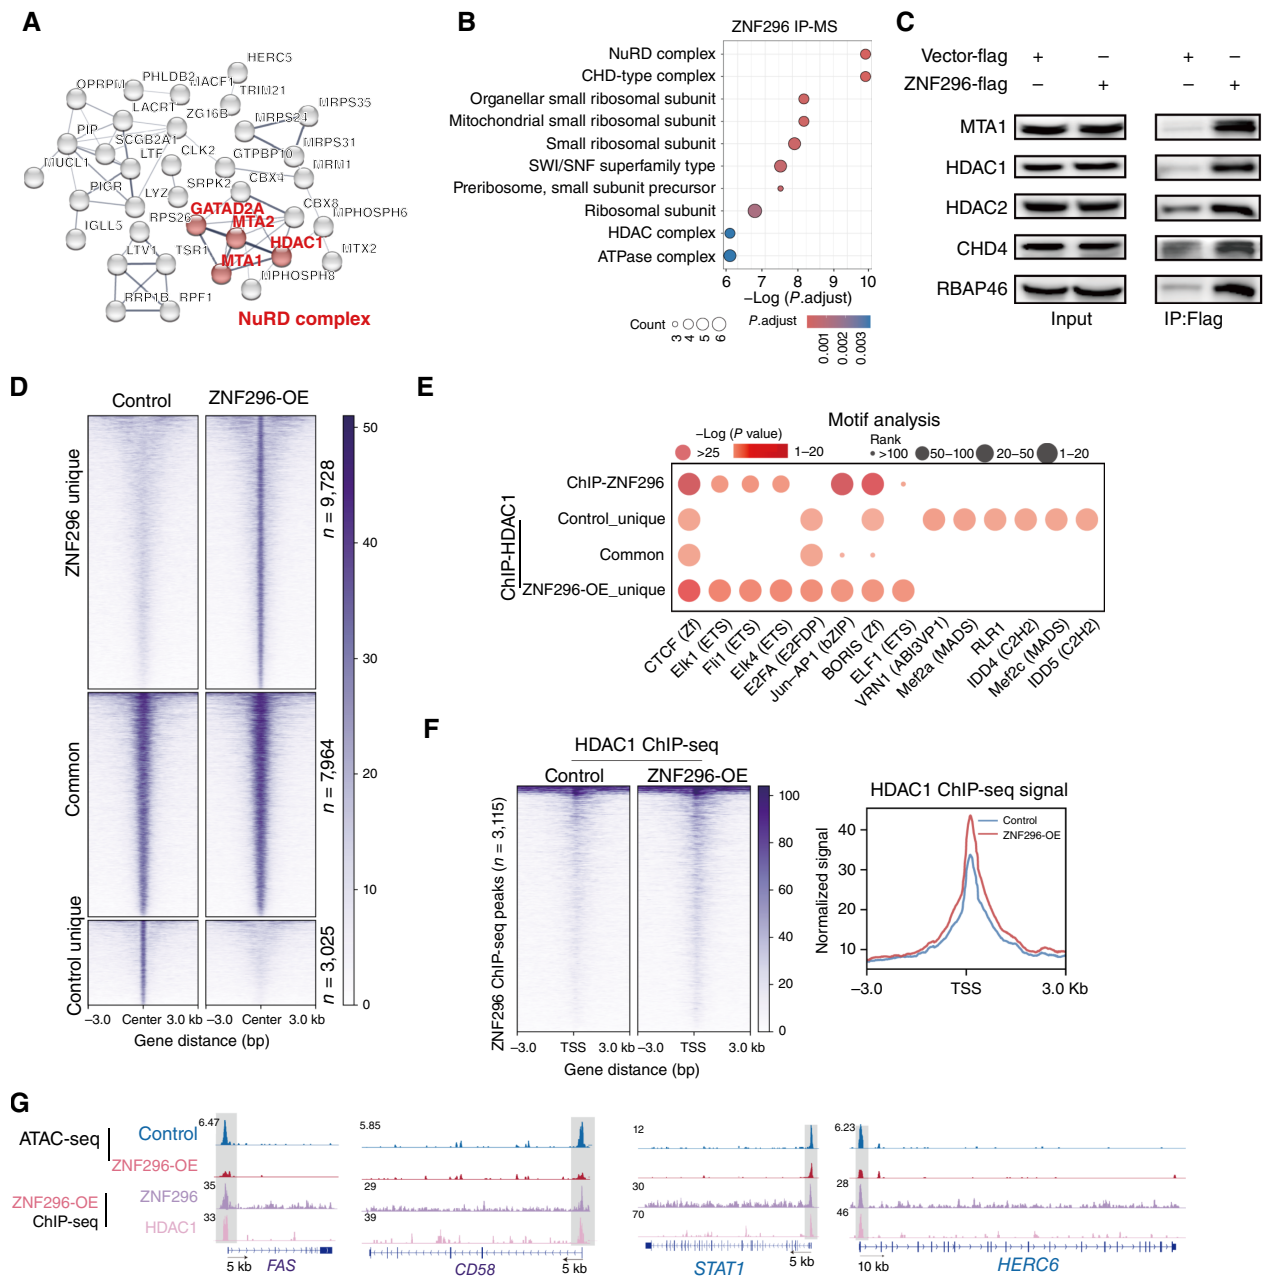 A
HERC5
OPRPM
PHLDB2
MACF1
TRIM21
LACRT
ZG16B
MRPS24
MRPS35
PIP
SCGB2A1
LTF
CLK2
GTPBP10
MRPS31
MUCL1
MRM1
PIGR
LYZ
SRPK2
CBX4
IGLL5
RPS26
GATAD2A
MTA2
CBX8
MPHOSPH6
LTV1
TSR1
HDAC1
MTA1
MTX2
MPHOSPH8
RRP1B
RPF1
NuRD complex
B
ZNF296 IP-MS
NuRD complex
CHD-type complex
Organellar small ribosomal subunit
Mitochondrial small ribosomal subunit
Small ribosomal subunit
SWI/SNF superfamily type
Preribosome, small subunit precursor
Ribosomal subunit
HDAC complex
ATPase complex
6 7 8 9 10
−Log (P.adjust)
Count 3 4 5 6
P.adjust 0.001 0.002 0.003
C
Vector-flag + − + −
ZNF296-flag − + − +
MTA1
HDAC1
HDAC2
CHD4
RBAP46
Input IP:Flag
D
Control ZNF296-OE
ZNF296 unique
n = 9,728
Common
n = 7,964
Control unique
n = 3,025
50
40
30
20
10
0
−3.0 Center 3.0 kb −3.0 Center 3.0 kb
Gene distance (bp)
E
Motif analysis
−Log (P value)
>25 1−20
Rank
>100 50−100 20−50 1−20
ChIP-HDAC1
ChIP-ZNF296
Control_unique
Common
ZNF296-OE_unique
CTCF (Zf)
Elk1 (ETS)
Fli1 (ETS)
Elk4 (ETS)
E2FA (E2FDP)
Jun−AP1 (bZIP)
BORIS (Zf)
ELF1 (ETS)
VRN1 (ABI3VP1)
Mef2a (MADS)
RLR1
IDD4 (C2H2)
Mef2c (MADS)
IDD5 (C2H2)
F
HDAC1 ChIP-seq
Control ZNF296-OE
ZNF296 ChIP-seq peaks (n = 3,115)
100
80
60
40
20
0
−3.0 TSS 3.0 kb −3.0 TSS 3.0 kb
Gene distance (bp)
HDAC1 ChIP-seq signal
Control
ZNF296-OE
Normalized signal
40
30
20
10
−3.0 TSS 3.0 Kb
G
ATAC-seq
Control
ZNF296-OE
ZNF296-OE
ChIP-seq
ZNF296
HDAC1
6.47
35
33
5 kb FAS
5.85
29
39
CD58 5 kb
12
30
70
STAT1 5 kb
6.23
28
46
10 kb HERC6